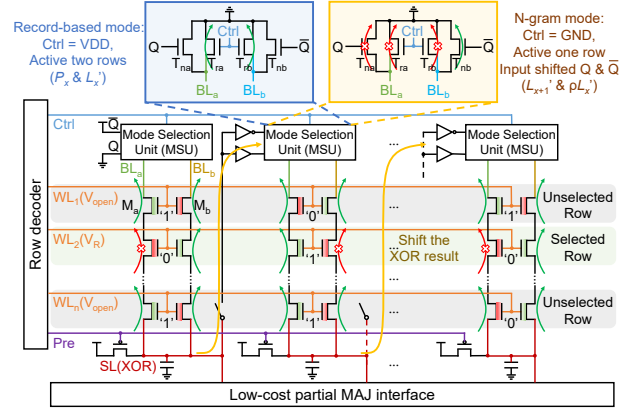 Record-based mode:
Ctrl = VDD,
Active two rows
(Pₓ & Lₓ')
Q
Ctrl
Q̅
Tna Tra Trb Tnb
BLa
BLb
Q
Ctrl
Q̅
Tna Tra Trb Tnb
BLa
BLb
N-gram mode:
Ctrl = GND,
Active one row
Input shifted Q & Q̅
(Lₓ₊₁' & ρLₓ')
Row decoder
Ctrl
Q̅
Q
Mode Selection
Unit (MSU)
Mode Selection
Unit (MSU)
...
Mode Selection
Unit (MSU)
BLa
BLb
...
WL₁(Vopen)
Ma
'1'
Mb
'0'
...
'1'
Unselected
Row
WL₂(VR)
'0'
'1'
Shift the
XOR result
'0'
Selected
Row
WLn(Vopen)
'1'
'1'
...
'0'
Unselected
Row
Pre
...
SL(XOR)
...
Low-cost partial MAJ interface